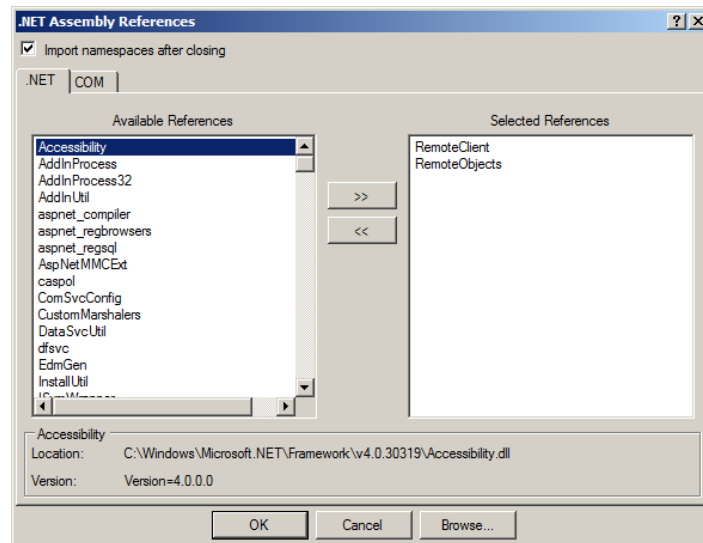 .NET Assembly References
Import namespaces after closing
.NET
COM
Available References
Selected References
Accessibility
AddInProcess
AddInProcess32
AddInUtil
aspnet_compiler
aspnet_regbrowsers
aspnet_regsql
AspNetMMCExt
caspol
ComSvcConfig
CustomMarshalers
DataSvcUtil
dfsvc
EdmGen
InstallUtil
>>
<<
RemoteClient
RemoteObjects
Accessibility
Location: C:\Windows\Microsoft.NET\Framework\v4.0.30319\Accessibility.dll
Version: Version=4.0.0.0
OK
Cancel
Browse...